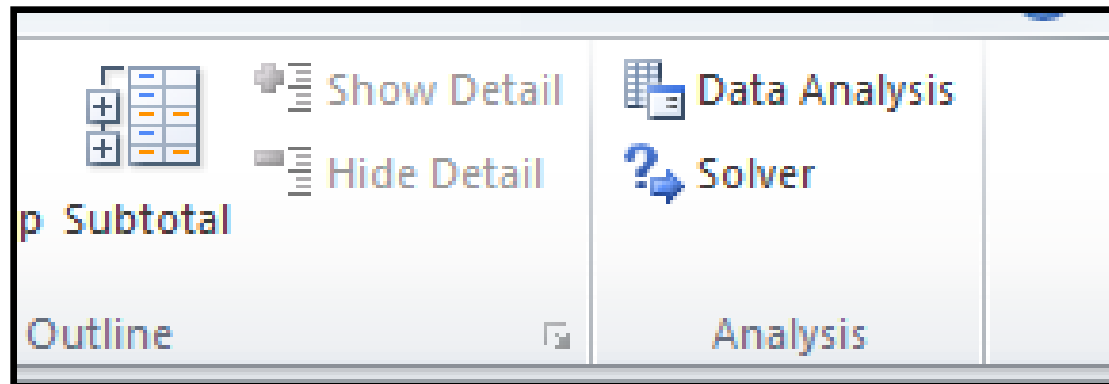 Show Detail
Hide Detail
p Subtotal
Outline
Data Analysis
Solver
Analysis